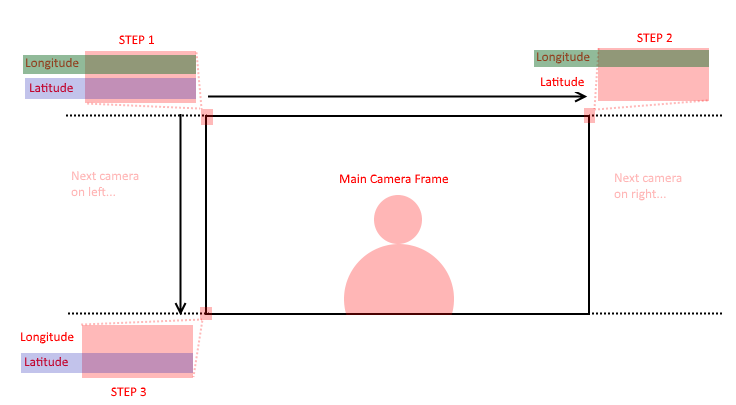 STEP 1
STEP 2
Longitude
Latitude
Longitude
Latitude
Next camera
on left...
Main Camera Frame
Next camera
on right...
Longitude
Latitude
STEP 3